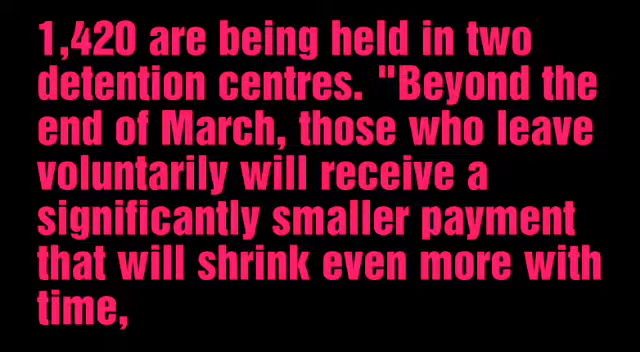 1,420 are being held in two
detention centres. "Beyond the
end of March, those who leave
voluntarily will receive a
significantly smaller payment
that will shrink even more with
time,